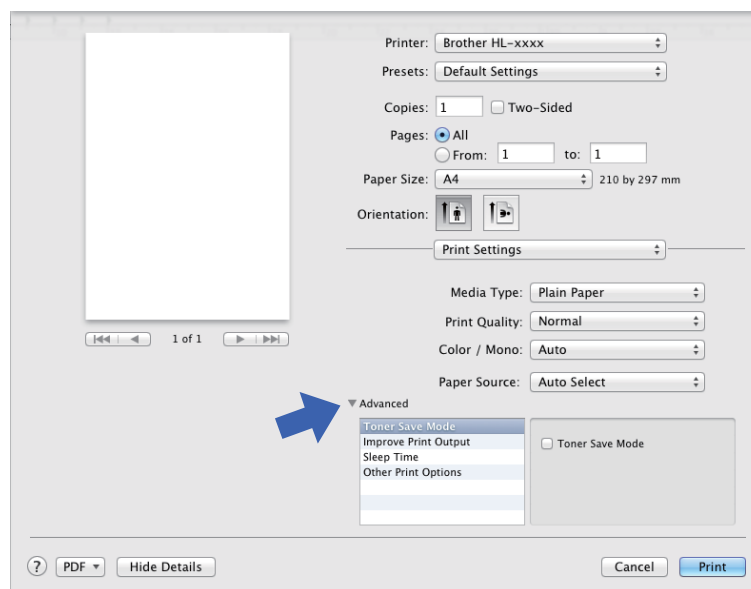 Printer: Brother HL-xxxx
Presets: Default Settings
Copies: 1 Two-Sided
Pages: All
From: 1 to: 1
Paper Size: A4 210 by 297 mm
Orientation:
Print Settings
Media Type: Plain Paper
Print Quality: Normal
1 of 1
Color / Mono: Auto
Paper Source: Auto Select
Advanced
Toner Save Mode
Improve Print Output
Sleep Time
Other Print Options
Toner Save Mode
? PDF Hide Details Cancel Print